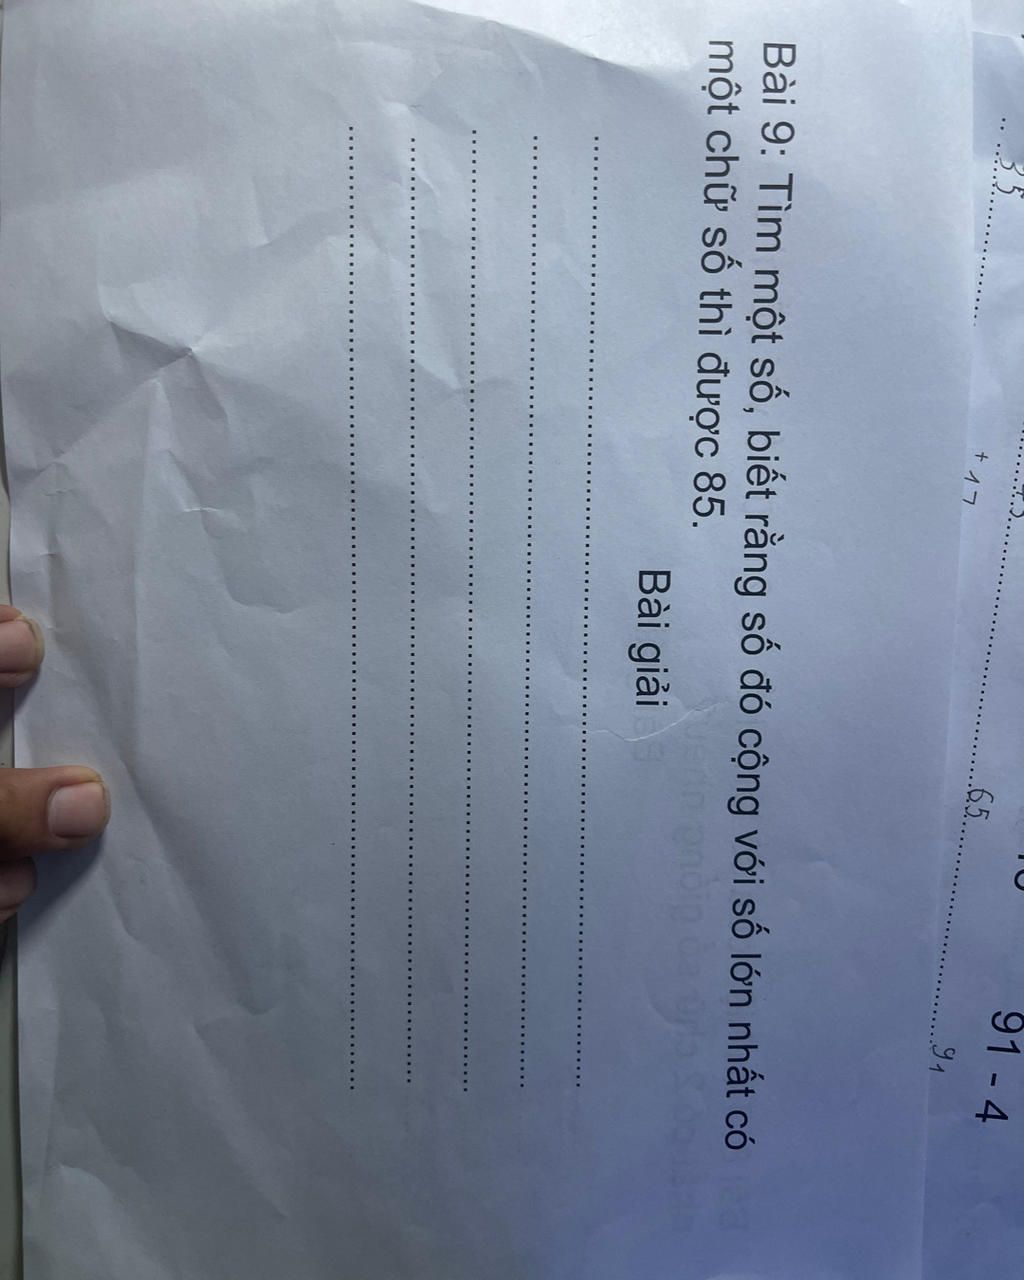 35
+ 17
65
91
91 - 4
Bài 9: Tìm một số, biết rằng số đó cộng với số lớn nhất có
một chữ số thì được 85.
Bài giải